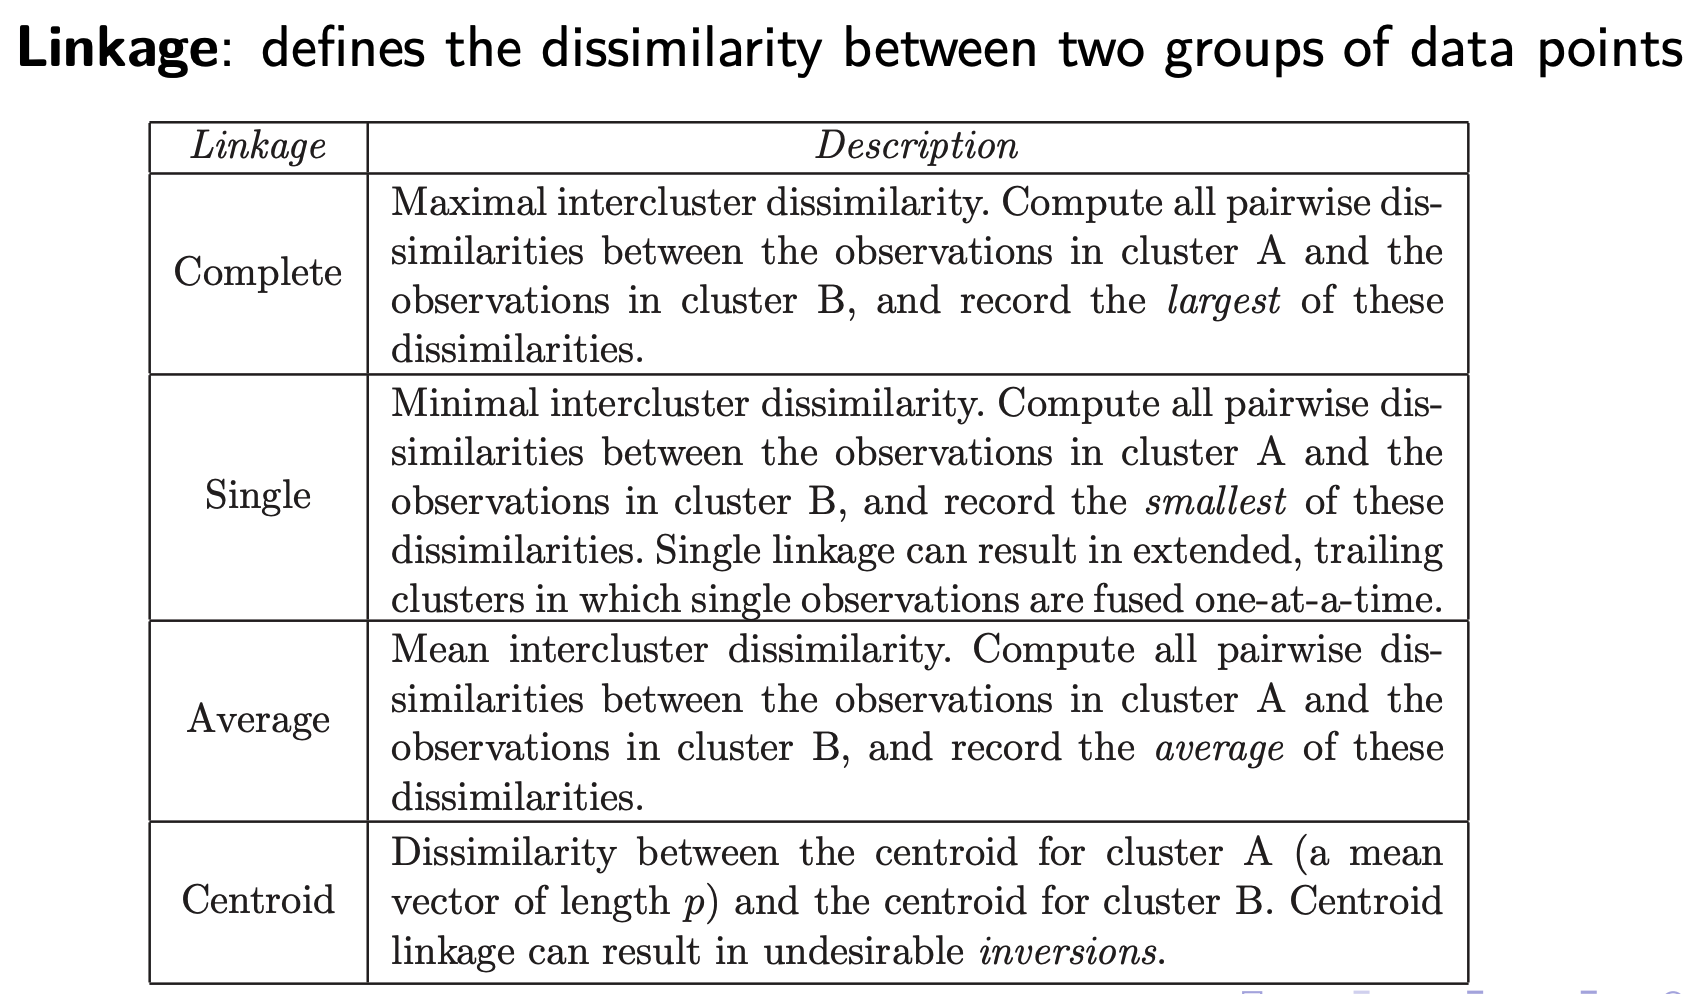 Linkage: defines the dissimilarity between two groups of data points
Linkage
Description
Complete
Maximal intercluster dissimilarity. Compute all pairwise dis-
similarities between the observations in cluster A and the
observations in cluster B, and record the largest of these
dissimilarities.
Single
Minimal intercluster dissimilarity. Compute all pairwise dis-
similarities between the observations in cluster A and the
observations in cluster B, and record the smallest of these
dissimilarities. Single linkage can result in extended, trailing
clusters in which single observations are fused one-at-a-time.
Average
Mean intercluster dissimilarity. Compute all pairwise dis-
similarities between the observations in cluster A and the
observations in cluster B, and record the average of these
dissimilarities.
Centroid
Dissimilarity between the centroid for cluster A (a mean
vector of length p) and the centroid for cluster B. Centroid
linkage can result in undesirable inversions.